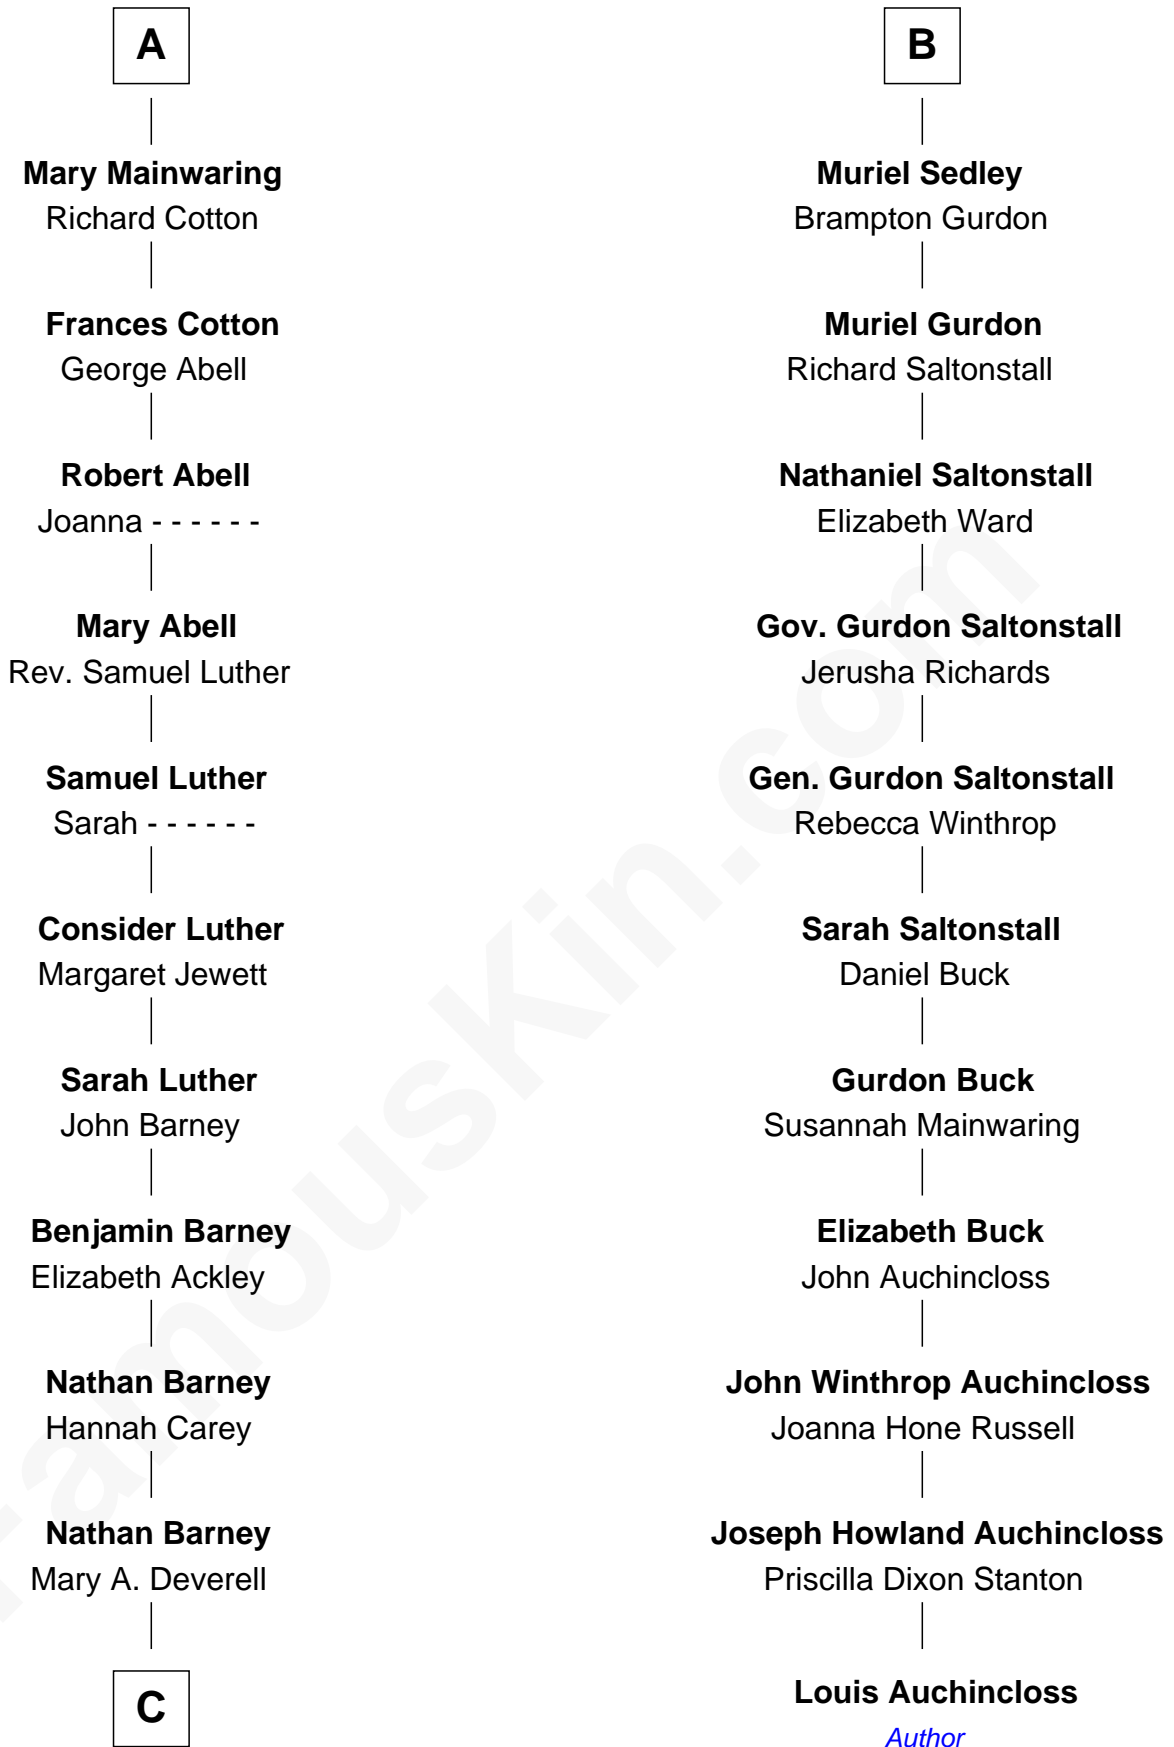 A
Mary Mainwaring
Richard Cotton
Frances Cotton
George Abell
Robert Abell
Joanna - - - - - -
Mary Abell
Rev. Samuel Luther
Samuel Luther
Sarah - - - - - -
Consider Luther
Margaret Jewett
Sarah Luther
John Barney
Benjamin Barney
Elizabeth Ackley
Nathan Barney
Hannah Carey
Nathan Barney
Mary A. Deverell
C
B
Muriel Sedley
Brampton Gurdon
Muriel Gurdon
Richard Saltonstall
Nathaniel Saltonstall
Elizabeth Ward
Gov. Gurdon Saltonstall
Jerusha Richards
Gen. Gurdon Saltonstall
Rebecca Winthrop
Sarah Saltonstall
Daniel Buck
Gurdon Buck
Susannah Mainwaring
Elizabeth Buck
John Auchincloss
John Winthrop Auchincloss
Joanna Hone Russell
Joseph Howland Auchincloss
Priscilla Dixon Stanton
Louis Auchincloss
Author
FamousKin.com